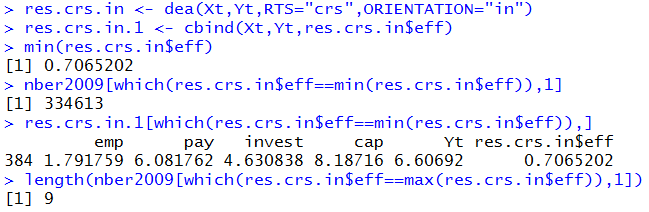 > res.crs.in <- dea(Xt,Yt,RTS="crs",ORIENTATION="in")
> res.crs.in.1 <- cbind(Xt,Yt,res.crs.in$eff)
> min(res.crs.in$eff)
[1] 0.7065202
> nber2009[which(res.crs.in$eff==min(res.crs.in$eff)),1]
[1] 334613
> res.crs.in.1[which(res.crs.in$eff==min(res.crs.in$eff)),]
emp pay invest cap Yt res.crs.in$eff
384 1.791759 6.081762 4.630838 8.18716 6.60692 0.7065202
> length(nber2009[which(res.crs.in$eff==max(res.crs.in$eff)),1])
[1] 9